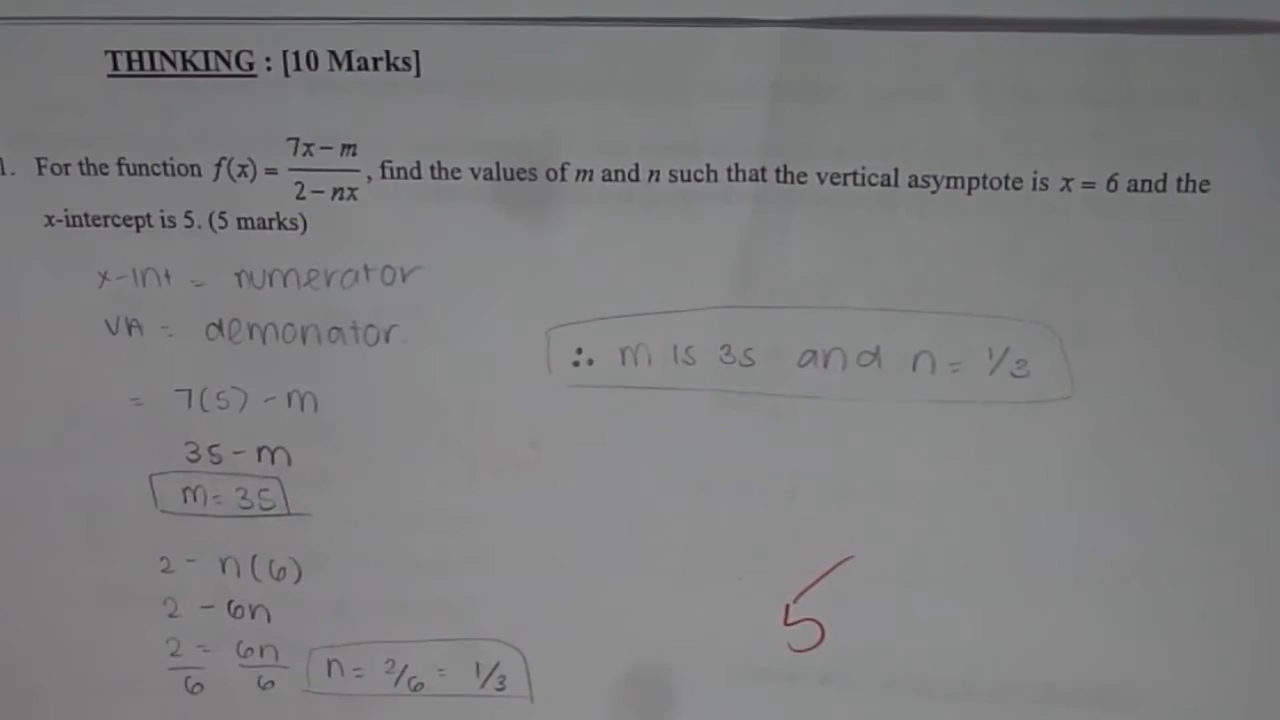 THINKING : [10 Marks]
1. For the function f(x) = (7x - m)/(2 - nx), find the values of m and n such that the vertical asymptote is x = 6 and the
x-intercept is 5. (5 marks)
x-int = numerator
VA = demonator.
∴ m is 35 and n = 1/3
= 7(5) - m
35 - m
m = 35
2 - n(6)
2 - 6n
2/6 = 6n/6
n = 2/6 = 1/3
5